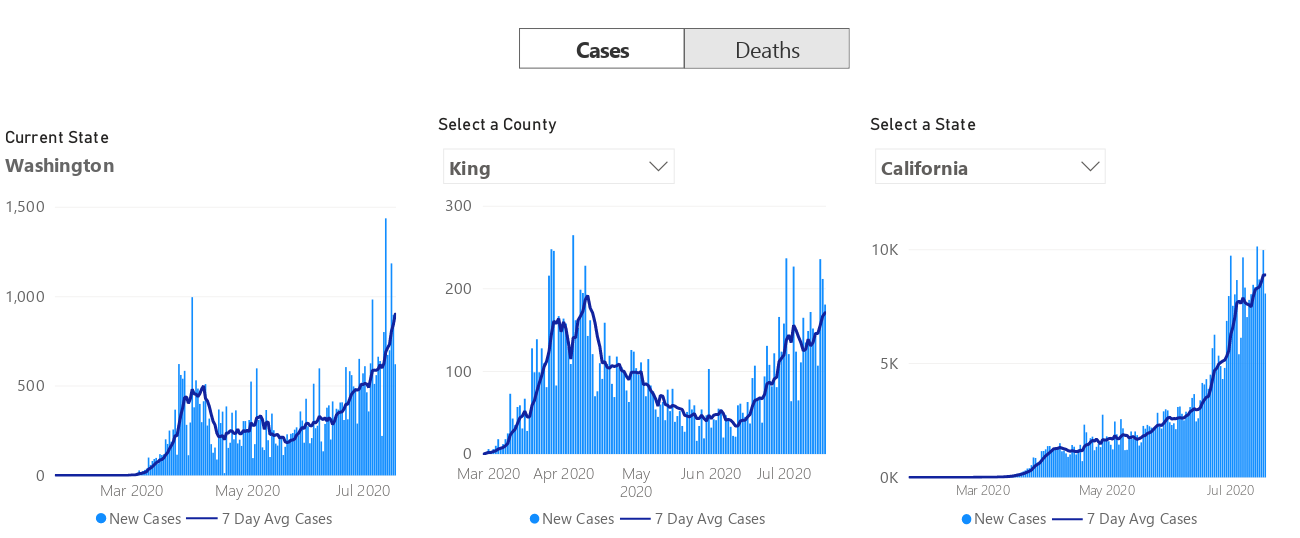 Cases Deaths
Current State
Washington
Select a County
King
Select a State
California
1,500
1,000
500
0
Mar 2020 May 2020 Jul 2020
New Cases 7 Day Avg Cases
300
200
100
0
Mar 2020 Apr 2020 May 2020 Jun 2020 Jul 2020
New Cases 7 Day Avg Cases
10K
5K
0K
Mar 2020 May 2020 Jul 2020
New Cases 7 Day Avg Cases